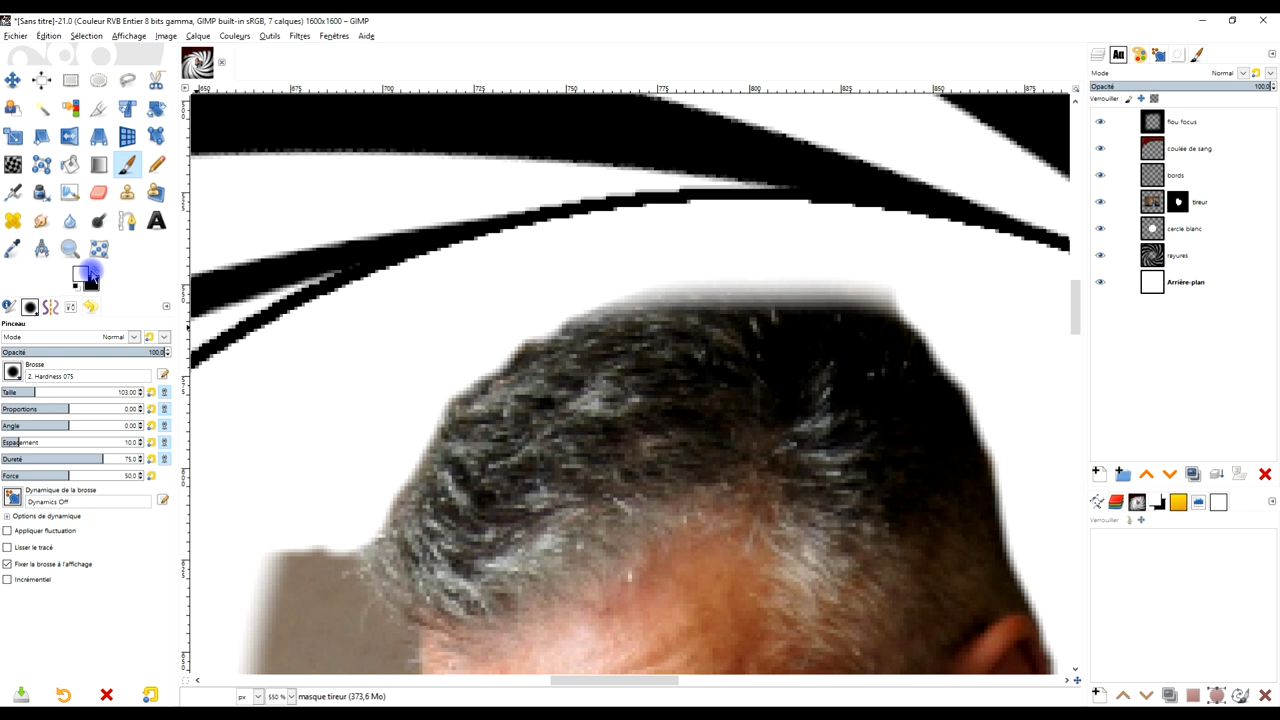 *[Sans titre]-21.0 (Couleur RVB Entier 8 bits gamma, GIMP built-in sRGB, 7 calques) 1600x1600 – GIMP
Fichier Édition Sélection Affichage Image Calque Couleurs Outils Filtres Fenêtres Aide
Mode Normal
Opacité 100,0
Verrouiller :
flou focus
coulée de sang
bords
tireur
cercle blanc
rayures
Arrière-plan
650 675 700 725 750 775 800 825 850 875
Pinceau
Mode Normal
Opacité 100,0
Brosse
2. Hardness 075
Taille 103.00
Proportions 0.00
Angle 0.00
Espacement 10.0
Dureté 75.0
Force 50.0
Dynamique de la brosse
Dynamics Off
Options de dynamique
Appliquer fluctuation
Lisser le tracé
Fixer la brosse à l'affichage
Incrémentiel
Verrouiller :
px 550 % masque tireur (373,6 Mo)